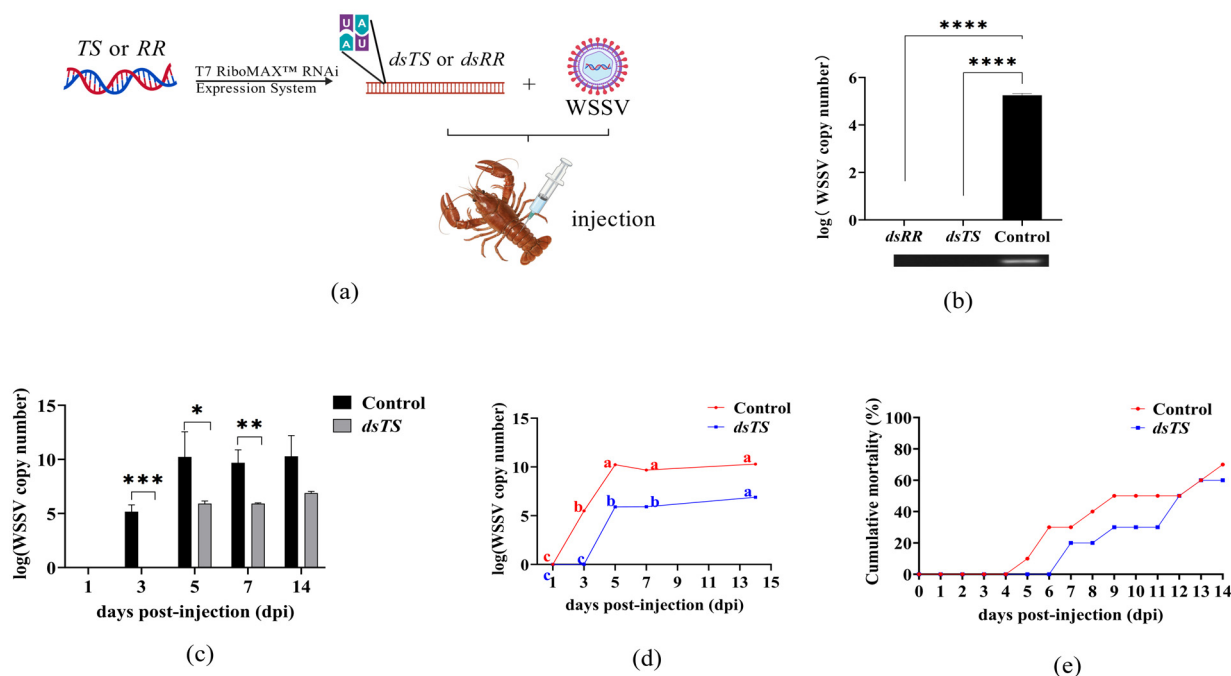 TS or RR
T7 RiboMAX™ RNAi
Expression System
U A
A U
dsTS or dsRR
+
WSSV
injection
(a)
****
****
log( WSSV copy number)
6
4
2
0
dsRR dsTS Control
(b)
log(WSSV copy number)
15
10
5
0
***
*
**
Control
dsTS
1 3 5 7 14
days post-injection (dpi)
(c)
log(WSSV copy number)
15
10
5
0
Control
dsTS
a a a
b b b a
c c
c
1 3 5 7 9 11 13 15
days post-injection (dpi)
(d)
Cumulative mortality (%)
100
80
60
40
20
0
Control
dsTS
0 1 2 3 4 5 6 7 8 9 10 11 12 13 14
days post-injection (dpi)
(e)